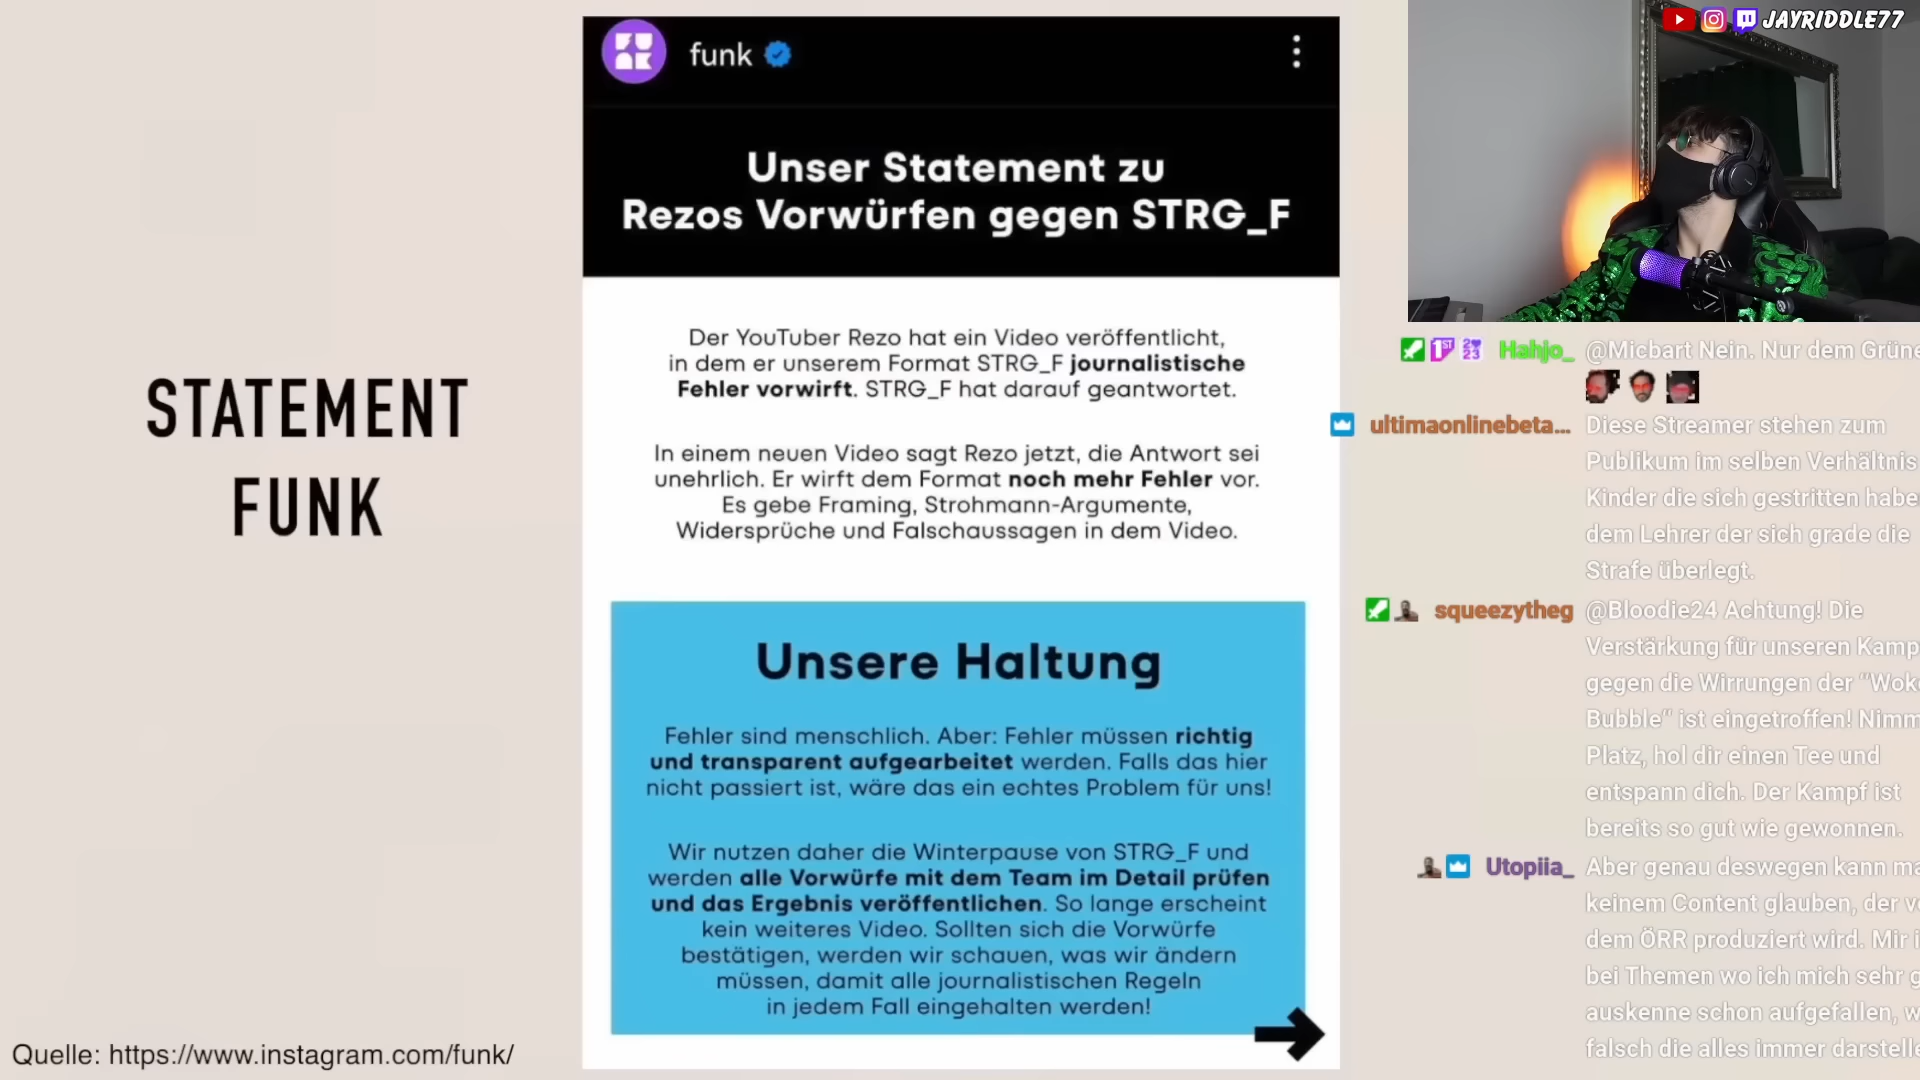 STATEMENT
FUNK
Quelle: https://www.instagram.com/funk/
funk
Unser Statement zu
Rezos Vorwürfen gegen STRG_F
Der YouTuber Rezo hat ein Video veröffentlicht,
in dem er unserem Format STRG_F journalistische
Fehler vorwirft. STRG_F hat darauf geantwortet.
In einem neuen Video sagt Rezo jetzt, die Antwort sei
unehrlich. Er wirft dem Format noch mehr Fehler vor.
Es gebe Framing, Strohmann-Argumente,
Widersprüche und Falschaussagen in dem Video.
Unsere Haltung
Fehler sind menschlich. Aber: Fehler müssen richtig
und transparent aufgearbeitet werden. Falls das hier
nicht passiert ist, wäre das ein echtes Problem für uns!
Wir nutzen daher die Winterpause von STRG_F und
werden alle Vorwürfe mit dem Team im Detail prüfen
und das Ergebnis veröffentlichen. So lange erscheint
kein weiteres Video. Sollten sich die Vorwürfe
bestätigen, werden wir schauen, was wir ändern
müssen, damit alle journalistischen Regeln
in jedem Fall eingehalten werden!
JAYRIDDLE77
Hahjo_ @Micbart Nein. Nur dem Grüne
ultimaonlinebeta... Diese Streamer stehen zum
Publikum im selben Verhältnis
Kinder die sich gestritten habe
dem Lehrer der sich grade die
Strafe überlegt.
squeezytheg @Bloodie24 Achtung! Die
Verstärkung für unseren Kamp
gegen die Wirrungen der "Wok
Bubble" ist eingetroffen! Nimm
Platz, hol dir einen Tee und
entspann dich. Der Kampf ist
bereits so gut wie gewonnen.
Utopiia_ Aber genau deswegen kann ma
keinem Content glauben, der v
dem ÖRR produziert wird. Mir i
bei Themen wo ich mich sehr g
auskenne schon aufgefallen, w
falsch die alles immer darstelle